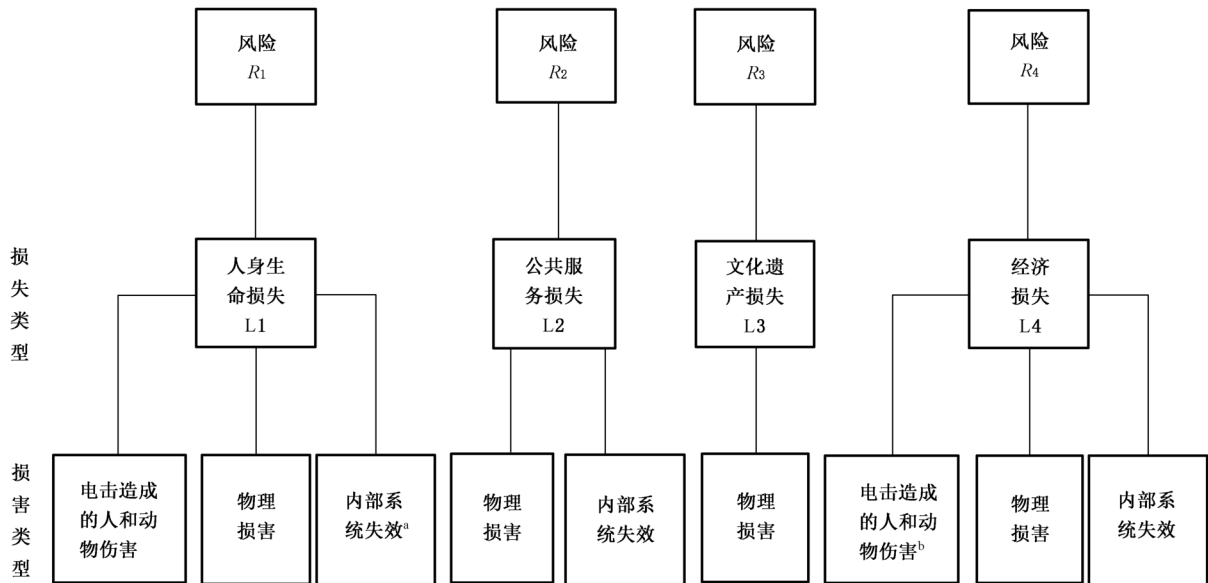 风险
R1
风险
R2
风险
R3
风险
R4
损失类型
人身生
命损失
L1
公共服
务损失
L2
文化遗
产损失
L3
经济
损失
L4
损害类型
电击造成
的人和动
物伤害
物理
损害
内部系
统失效a
物理
损害
内部系
统失效
物理
损害
电击造成
的人和动
物伤害b
物理
损害
内部系
统失效